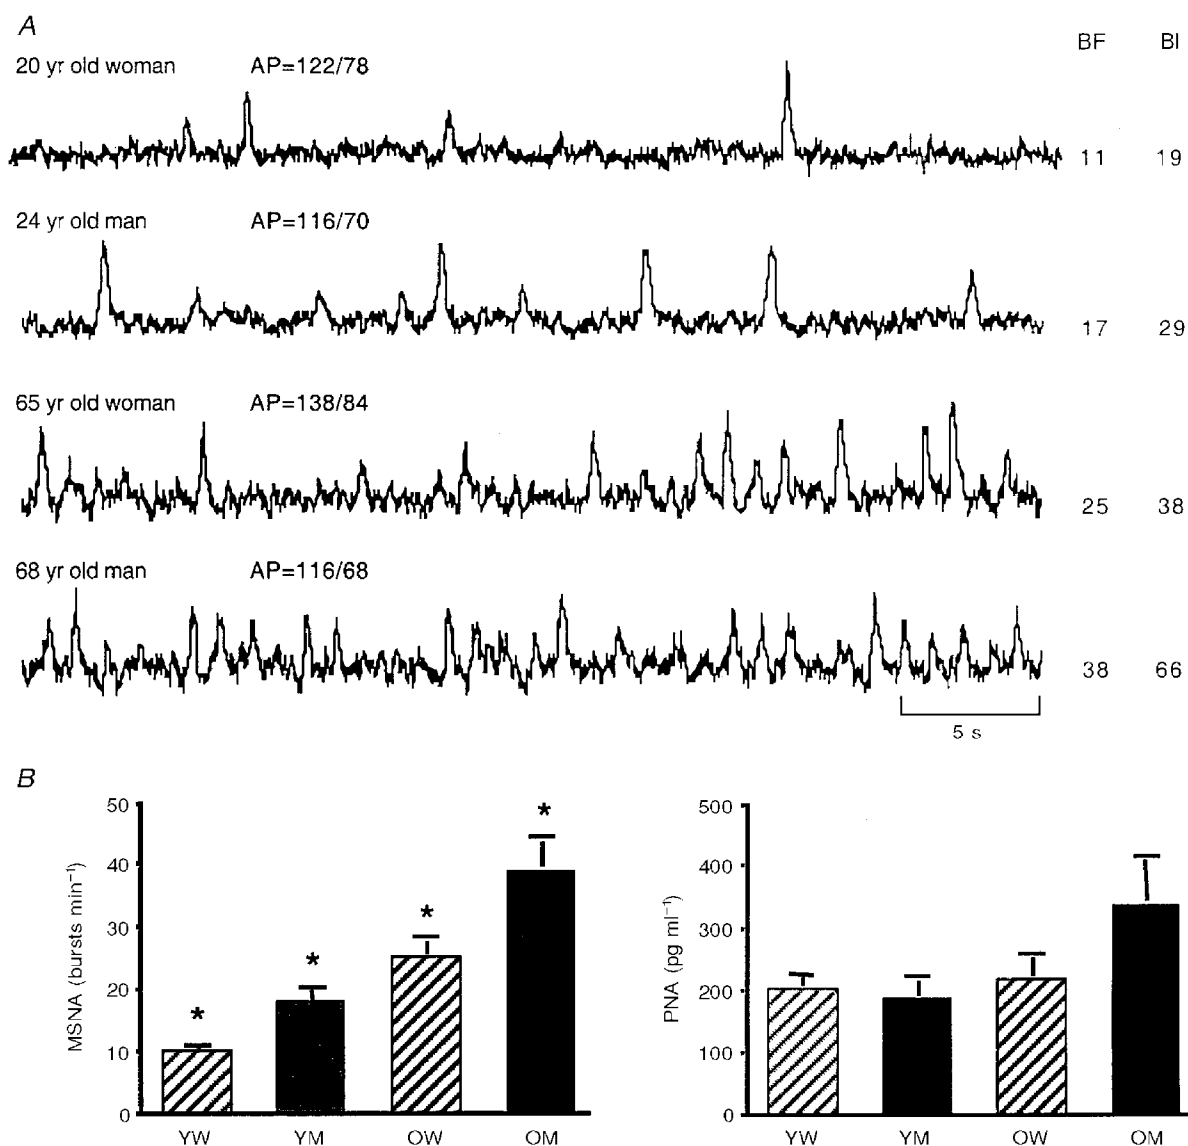 A
BF BI
20 yr old woman AP=122/78
11 19
24 yr old man AP=116/70
17 29
65 yr old woman AP=138/84
25 38
68 yr old man AP=116/68
38 66
5 s
B
MSNA (bursts min⁻¹)
50
40
30
20
10
0
* * * *
YW YM OW OM
PNA (pg ml⁻¹)
500
400
300
200
100
0
YW YM OW OM